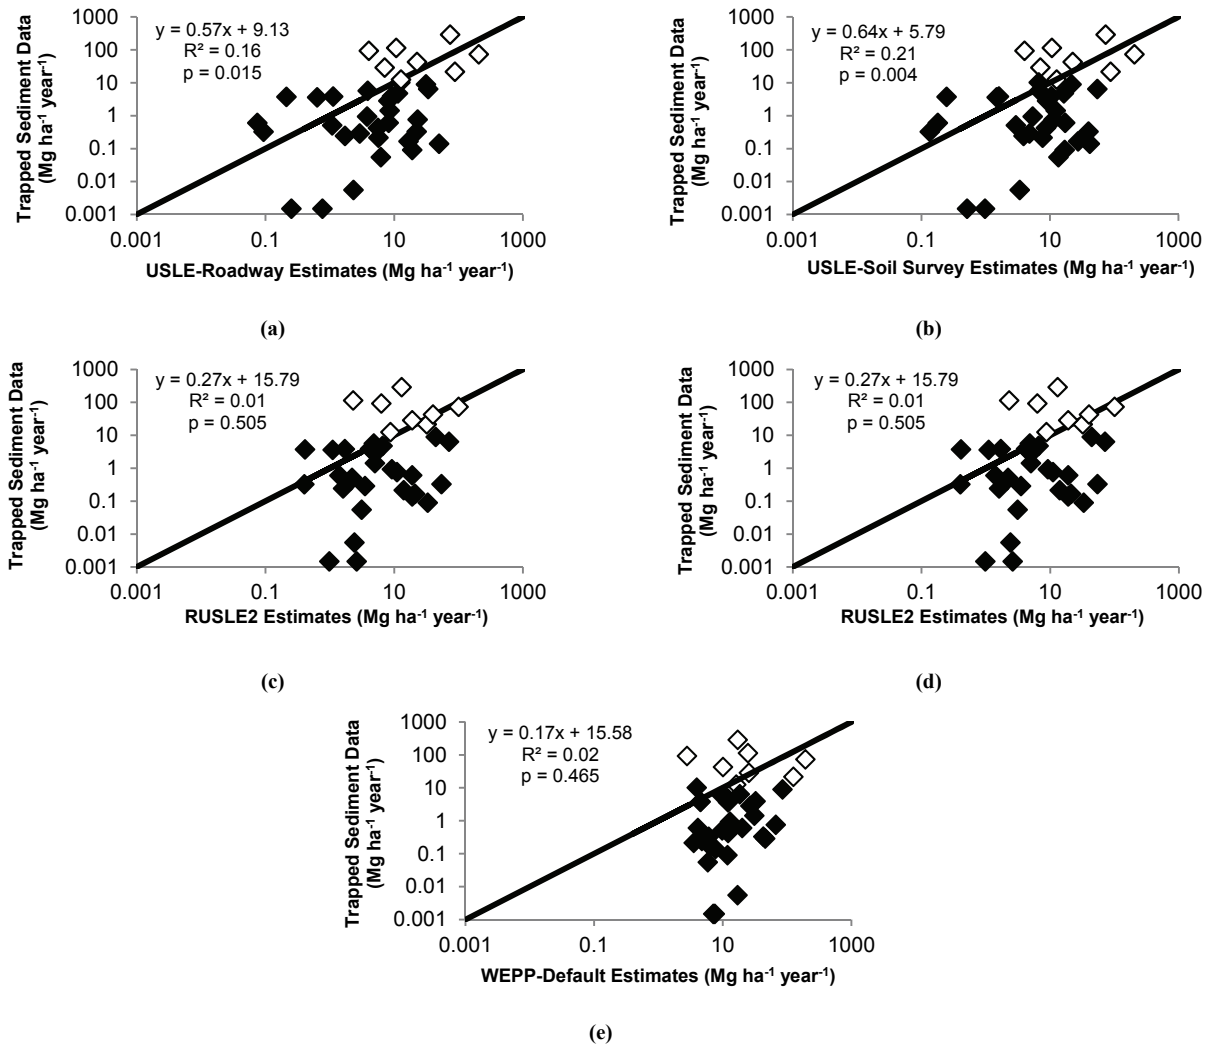 Trapped Sediment Data
(Mg ha⁻¹ year⁻¹)
1000
100
10
1
0.1
0.01
0.001
y = 0.57x + 9.13
R² = 0.16
p = 0.015
0.001
0.1
10
1000
USLE-Roadway Estimates (Mg ha⁻¹ year⁻¹)
(a)
Trapped Sediment Data
(Mg ha⁻¹ year⁻¹)
1000
100
10
1
0.1
0.01
0.001
y = 0.64x + 5.79
R² = 0.21
p = 0.004
0.001
0.1
10
1000
USLE-Soil Survey Estimates (Mg ha⁻¹ year⁻¹)
(b)
Trapped Sediment Data
(Mg ha⁻¹ year⁻¹)
1000
100
10
1
0.1
0.01
0.001
y = 0.27x + 15.79
R² = 0.01
p = 0.505
0.001
0.1
10
1000
RUSLE2 Estimates (Mg ha⁻¹ year⁻¹)
(c)
Trapped Sediment Data
(Mg ha⁻¹ year⁻¹)
1000
100
10
1
0.1
0.01
0.001
y = 0.27x + 15.79
R² = 0.01
p = 0.505
0.001
0.1
10
1000
RUSLE2 Estimates (Mg ha⁻¹ year⁻¹)
(d)
Trapped Sediment Data
(Mg ha⁻¹ year⁻¹)
1000
100
10
1
0.1
0.01
0.001
y = 0.17x + 15.58
R² = 0.02
p = 0.465
0.001
0.1
10
1000
WEPP-Default Estimates (Mg ha⁻¹ year⁻¹)
(e)